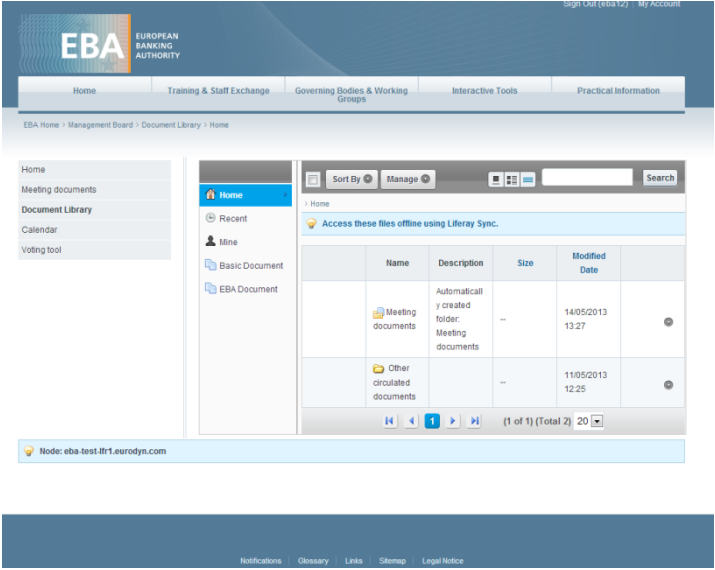 Sign Out (eba12) My Account
EBA EUROPEAN
BANKING
AUTHORITY
Home
Training & Staff Exchange
Governing Bodies & Working
Groups
Interactive Tools
Practical Information
EBA Home > Management Board > Document Library > Home
Home
Meeting documents
Document Library
Calendar
Voting tool
Home
Recent
Mine
Basic Document
EBA Document
Sort By
Manage
Search
> Home
Access these files offline using Liferay Sync.
Name
Description
Size
Modified
Date
Meeting
documents
Automaticall
y created
folder:
Meeting
documents
--
14/05/2013
13:27
Other
circulated
documents
--
11/05/2013
12:25
1
(1 of 1) (Total 2) 20
Node: eba-test-lfr1.eurodyn.com
Notifications Glossary Links Sitemap Legal Notice